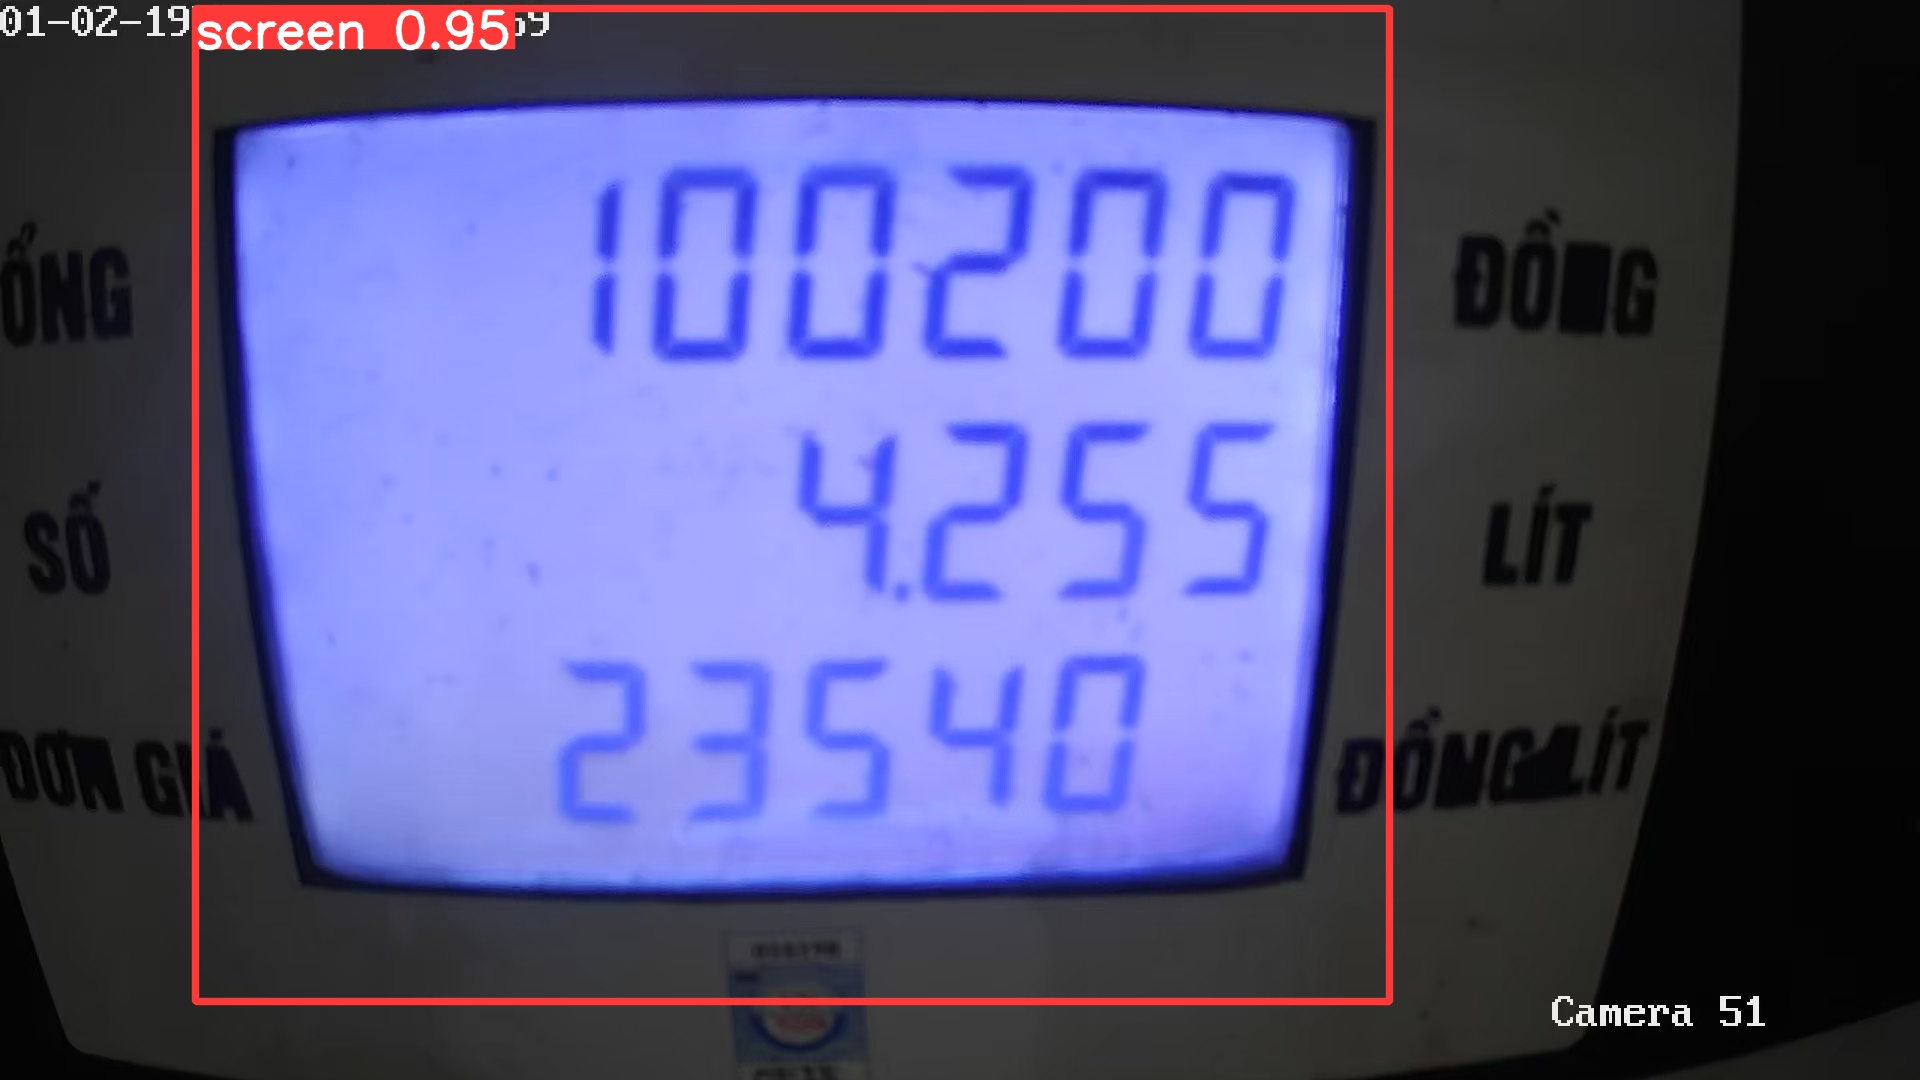 01-02-19
screen 0.95
100200
ĐỒNG
SỐ
4.255
LÍT
ĐƠN GIÁ
23540
ĐỒNG/LÍT
Camera 51